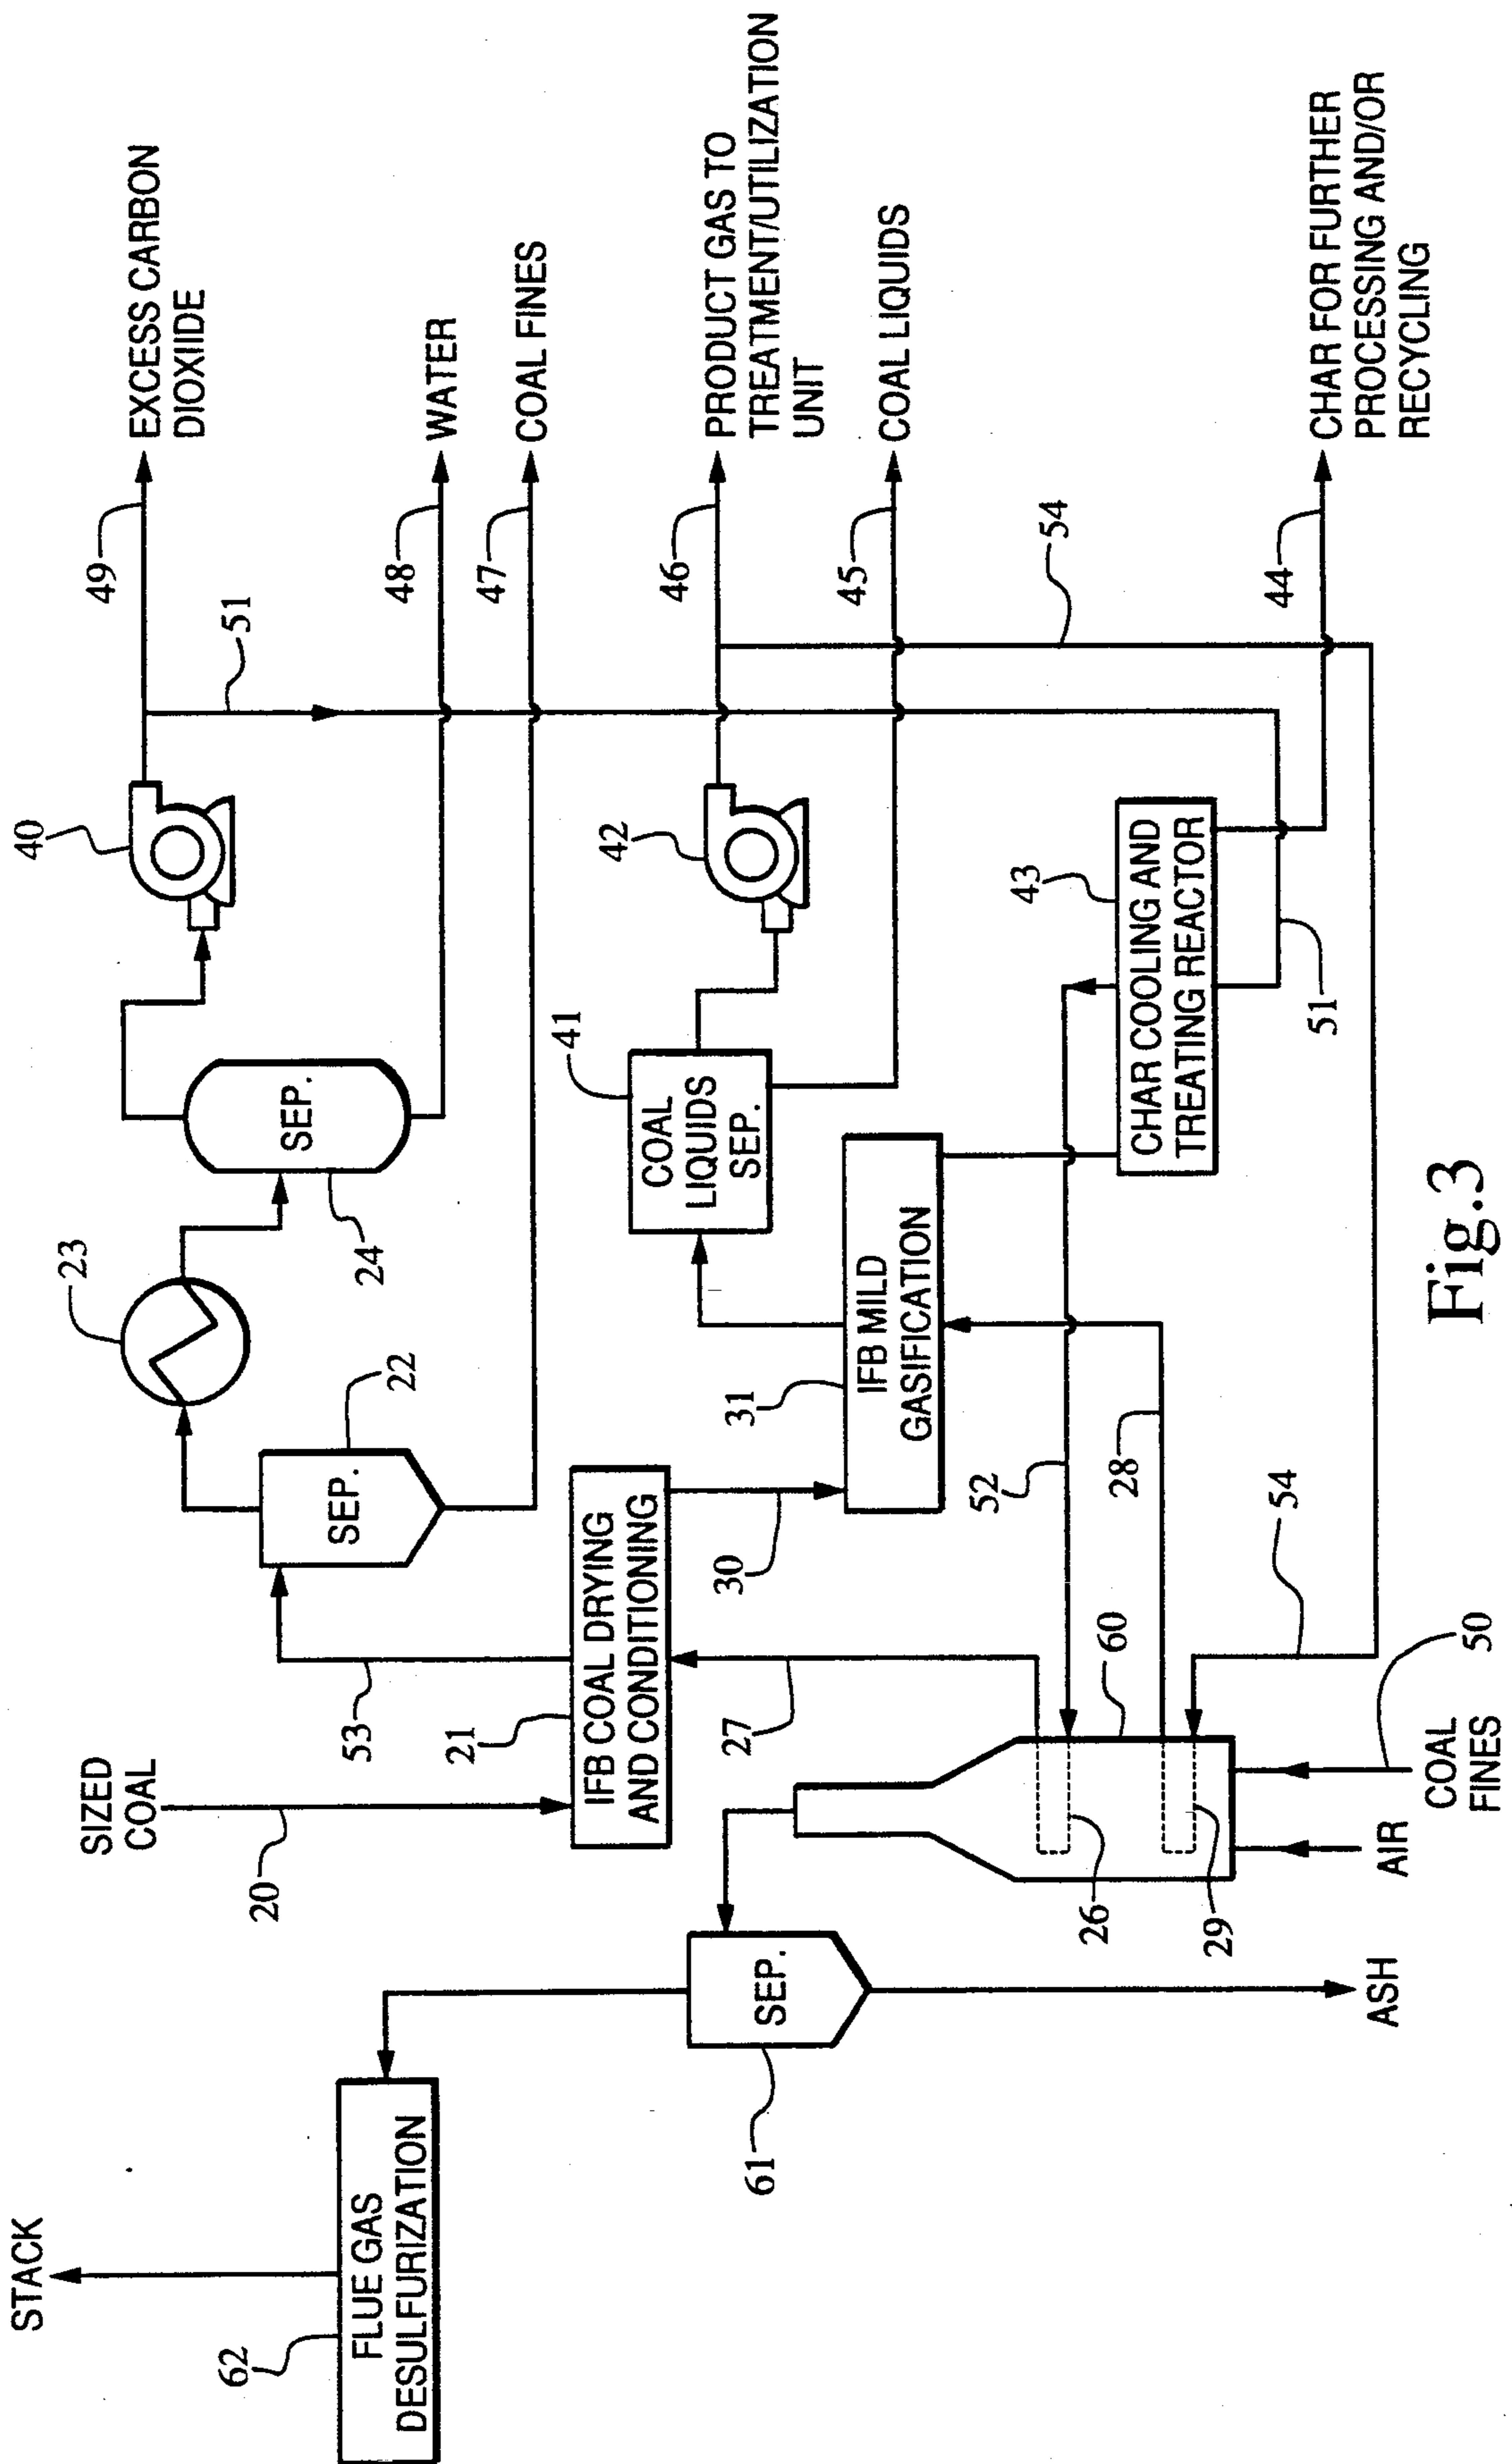 STACK
62
FLUE GAS
DESULFURIZATION
61
SEP.
ASH
SIZED
COAL
20
53
21
IFB COAL DRYING
AND CONDITIONING
27
26
29
60
AIR
COAL
FINES
50
54
22
SEP.
30
52
28
23
24
SEP.
31
IFB MILD
GASIFICATION
41
COAL
LIQUIDS
SEP.
43
CHAR COOLING AND
TREATING REACTOR
51
40
42
51
54
49
EXCESS CARBON
DIOXIIDE
48
WATER
47
COAL FINES
46
PRODUCT GAS TO
TREATMENT/UTILIZATION
UNIT
45
COAL LIQUIDS
44
CHAR FOR FURTHER
PROCESSING AND/OR
RECYCLING
Fig.3